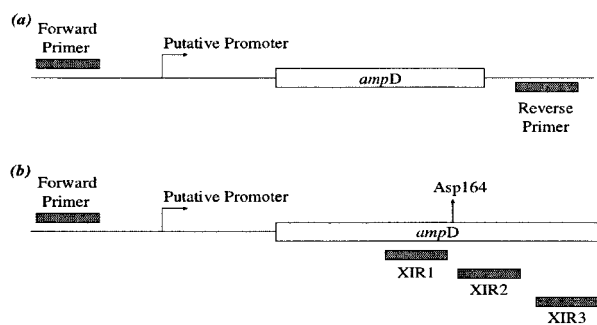 (a)
Forward
Primer
Putative Promoter
ampD
Reverse
Primer
(b)
Forward
Primer
Putative Promoter
Asp164
ampD
XIR1
XIR2
XIR3